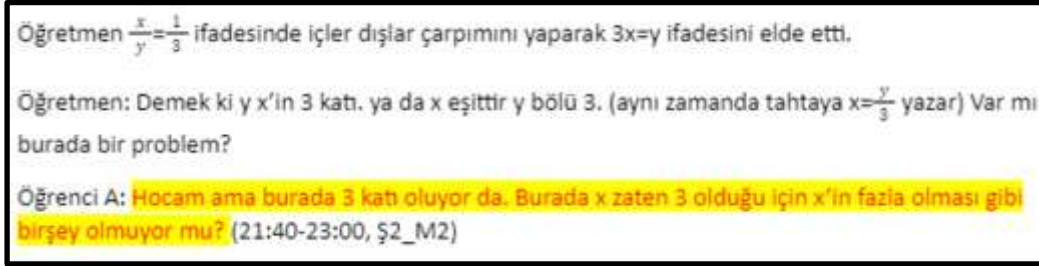 Öğretmen x/y=1/3 ifadesinde içler dışlar çarpımını yaparak 3x=y ifadesini elde etti.
Öğretmen: Demek ki y x'in 3 katı. ya da x eşittir y bölü 3. (aynı zamanda tahtaya x=y/3 yazar) Var mı
burada bir problem?
Öğrenci A: Hocam ama burada 3 katı oluyor da. Burada x zaten 3 olduğu için x'in fazla olması gibi
birşey olmuyor mu? (21:40-23:00, Ş2_M2)